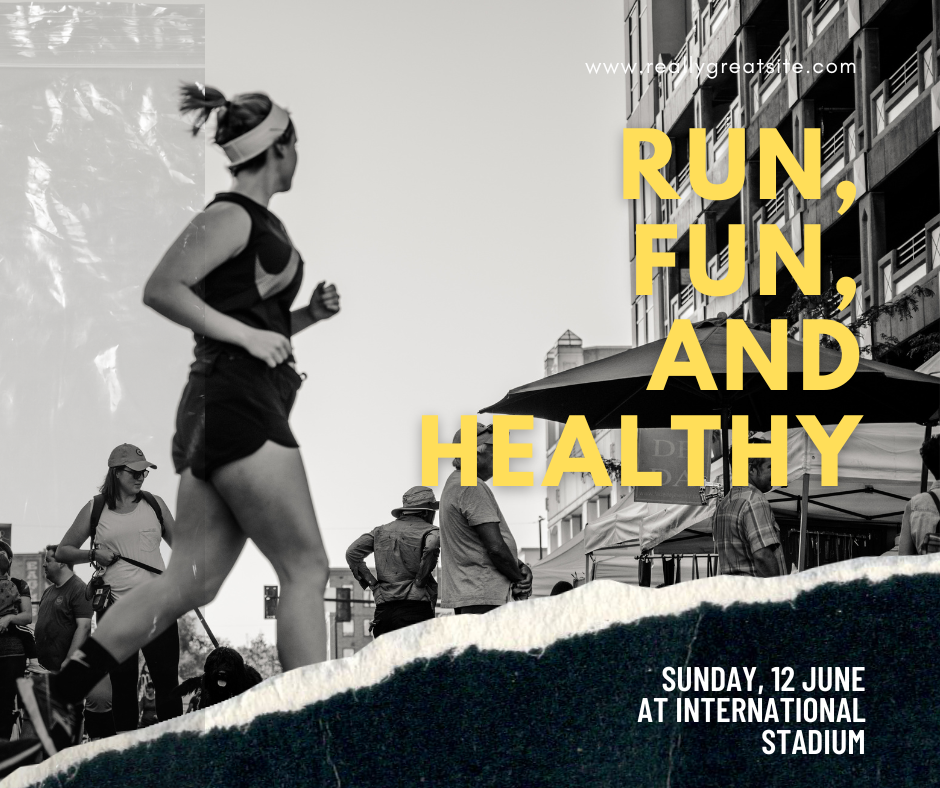 www.reallygreatsite.com
RUN,
FUN,
AND
HEALTHY
SUNDAY, 12 JUNE
AT INTERNATIONAL
STADIUM